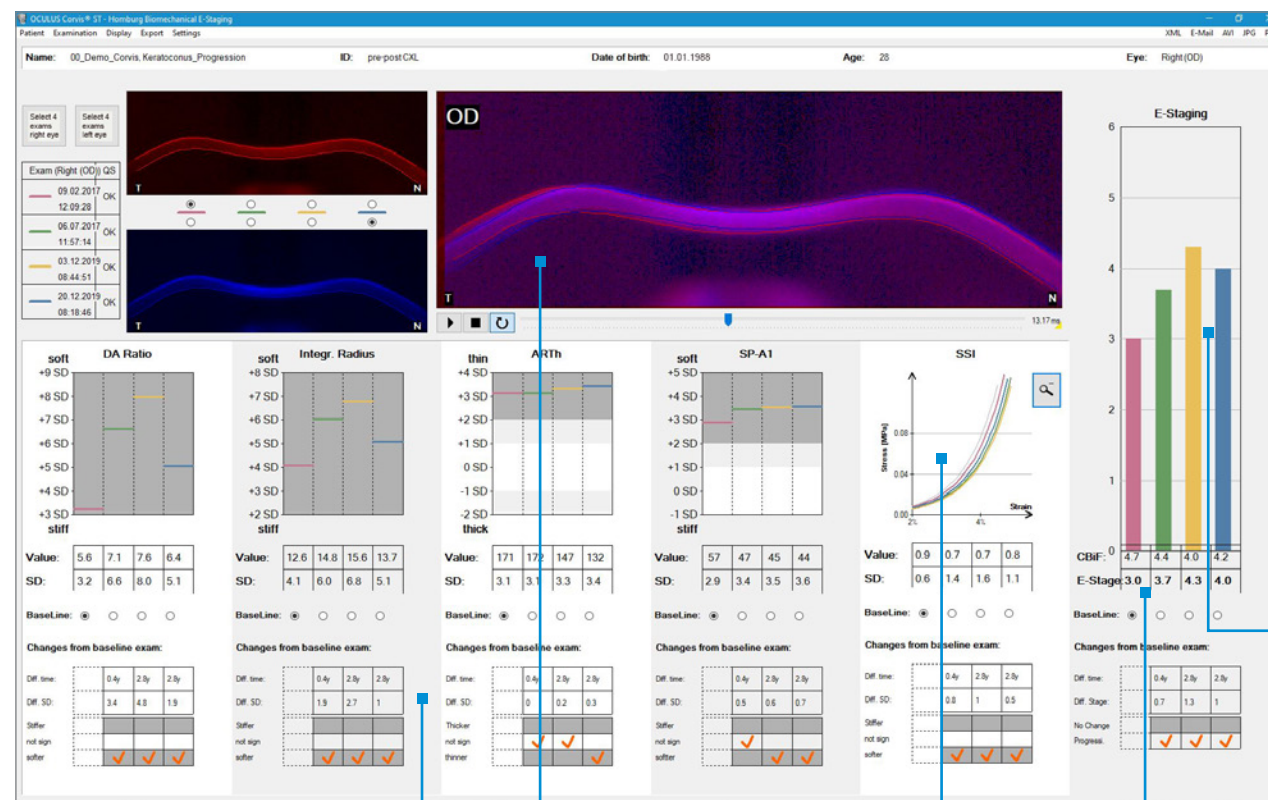 OCULUS Corvis® ST - Homburg Biomechanical E-Staging
Patient Examination Display Export Settings
XML E-Mail AVI JPG
Name: 00_Demo_Corvis, Keratoconus_Progression ID: pre-post CXL Date of birth: 01.01.1988 Age: 28 Eye: Right (OD)
Select 4 exams right eye
Select 4 exams left eye
Exam (Right (OD)) QS
09.02.2017 12:09:28 OK
06.07.2017 11:57:14 OK
03.12.2019 08:44:51 OK
20.12.2019 08:18:46 OK
T N
T N
OD
T N
13.17 ms
E-Staging
6
5
4
3
2
1
0
CBiF: 4.7 4.4 4.0 4.2
E-Stage: 3.0 3.7 4.3 4.0
BaseLine:
Changes from baseline exam:
Diff. time: 0.4y 2.8y 2.8y
Diff. Stage: 0.7 1.3 1
No Change
Progressi.
DA Ratio
soft
+9 SD
+8 SD
+7 SD
+6 SD
+5 SD
+4 SD
+3 SD
stiff
Value: 5.6 7.1 7.6 6.4
SD: 3.2 6.6 8.0 5.1
BaseLine:
Changes from baseline exam:
Diff. time: 0.4y 2.8y 2.8y
Diff. SD: 3.4 4.8 1.9
Stiffer
not sign
softer
Integr. Radius
soft
+8 SD
+7 SD
+6 SD
+5 SD
+4 SD
+3 SD
+2 SD
stiff
Value: 12.6 14.8 15.6 13.7
SD: 4.1 6.0 6.8 5.1
BaseLine:
Changes from baseline exam:
Diff. time: 0.4y 2.8y 2.8y
Diff. SD: 1.9 2.7 1
Stiffer
not sign
softer
ARTh
thin
+4 SD
+3 SD
+2 SD
+1 SD
0 SD
-1 SD
-2 SD
thick
Value: 171 172 147 132
SD: 3.1 3.1 3.3 3.4
BaseLine:
Changes from baseline exam:
Diff. time: 0.4y 2.8y 2.8y
Diff. SD: 0 0.2 0.3
Thicker
not sign
thinner
SP-A1
soft
+5 SD
+4 SD
+3 SD
+2 SD
+1 SD
0 SD
-1 SD
stiff
Value: 57 47 45 44
SD: 2.9 3.4 3.5 3.6
BaseLine:
Changes from baseline exam:
Diff. time: 0.4y 2.8y 2.8y
Diff. SD: 0.5 0.6 0.7
Stiffer
not sign
softer
SSI
Stress [MPa]
0.08
0.04
0.00
2% 4%
Strain
Value: 0.9 0.7 0.7 0.8
SD: 0.6 1.4 1.6 1.1
BaseLine:
Changes from baseline exam:
Diff. time: 0.4y 2.8y 2.8y
Diff. SD: 0.8 1 0.5
Stiffer
not sign
softer